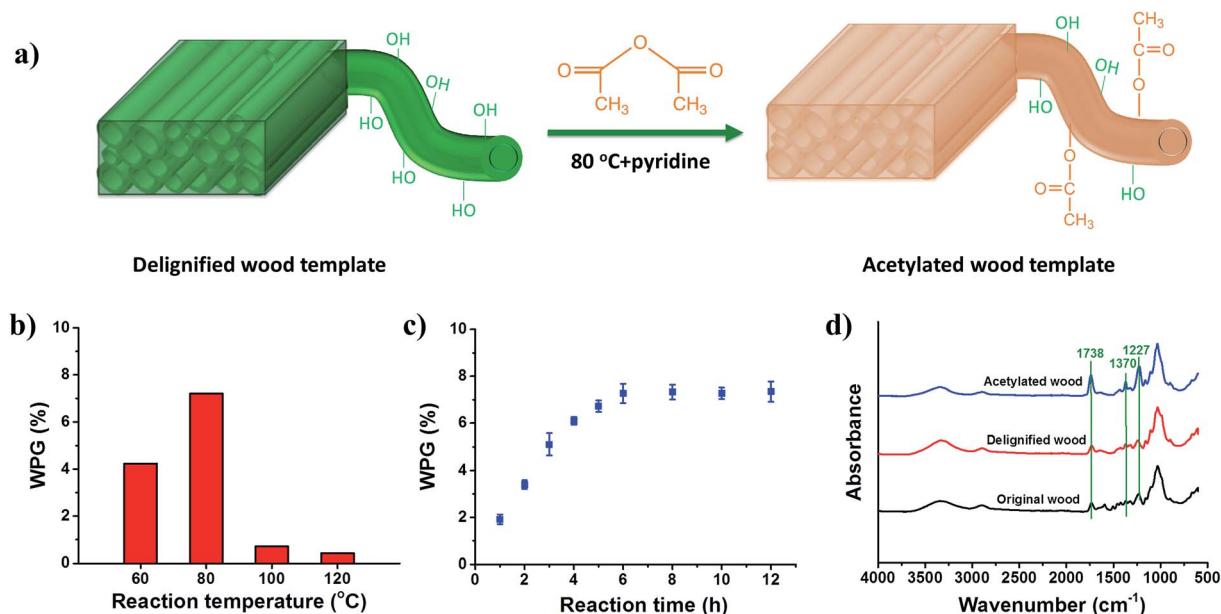 a)
OH
OH
OH
OH
HO
HO
HO
O
O
O
CH3
CH3
80 °C+pyridine
OH
OH
HO
HO
CH3
C=O
O
O
O=C
CH3
Delignified wood template
Acetylated wood template
b)
WPG (%)
10
8
6
4
2
0
60 80 100 120
Reaction temperature (°C)
c)
WPG (%)
10
8
6
4
2
0
0 2 4 6 8 10 12
Reaction time (h)
d)
Absorbance
1738
1370
1227
Acetylated wood
Delignified wood
Original wood
4000 3500 3000 2500 2000 1500 1000 500
Wavenumber (cm⁻¹)